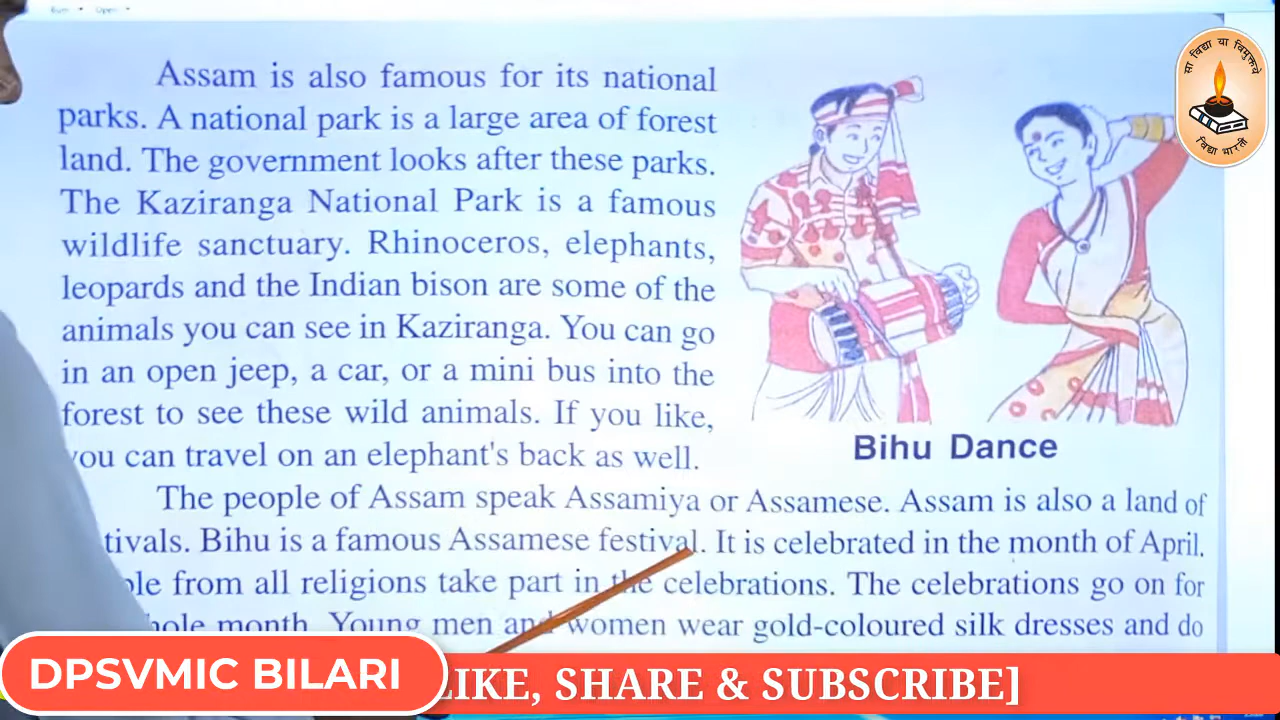 Assam is also famous for its national
parks. A national park is a large area of forest
land. The government looks after these parks.
The Kaziranga National Park is a famous
wildlife sanctuary. Rhinoceros, elephants,
leopards and the Indian bison are some of the
animals you can see in Kaziranga. You can go
in an open jeep, a car, or a mini bus into the
forest to see these wild animals. If you like,
you can travel on an elephant's back as well.
Bihu Dance
The people of Assam speak Assamiya or Assamese. Assam is also a land of
tivals. Bihu is a famous Assamese festival. It is celebrated in the month of April.
ple from all religions take part in the celebrations. The celebrations go on for
hole month. Young men and women wear gold-coloured silk dresses and do
सा विद्या या विमुक्तये
विद्या भारती
DPSVMIC BILARI
LIKE, SHARE & SUBSCRIBE]